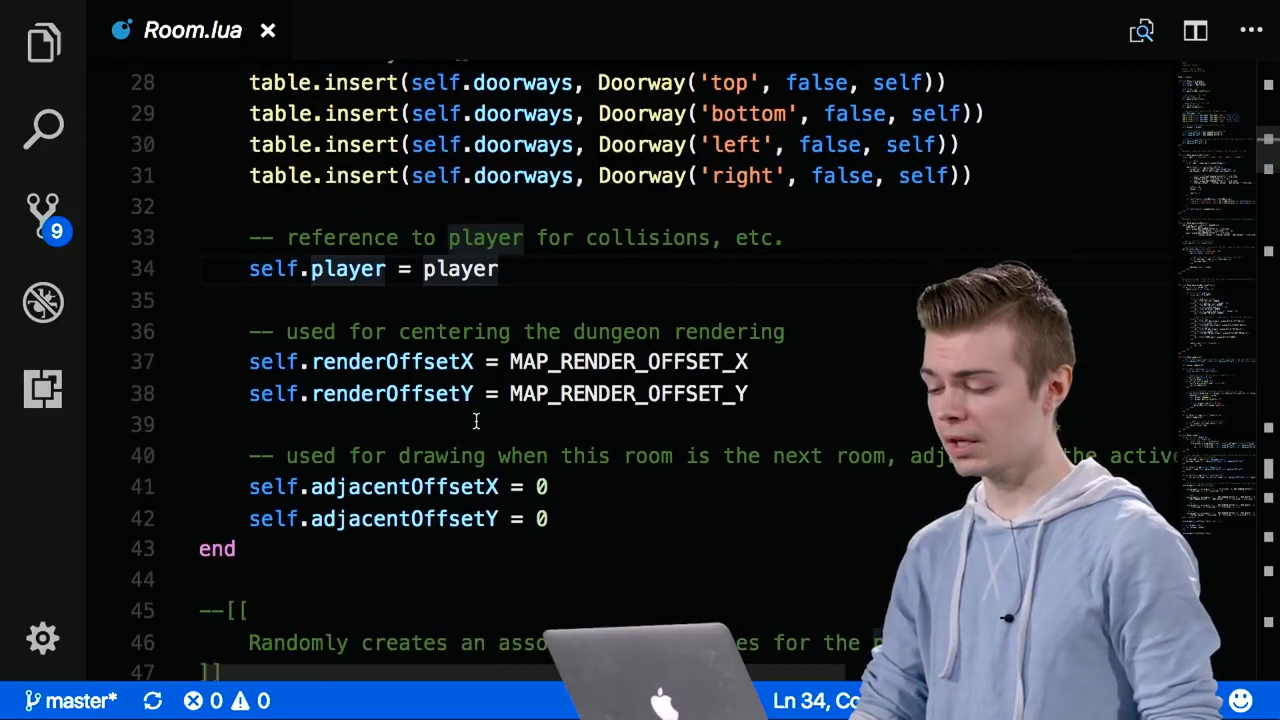 Room.lua
28 table.insert(self.doorways, Doorway('top', false, self))
29 table.insert(self.doorways, Doorway('bottom', false, self))
30 table.insert(self.doorways, Doorway('left', false, self))
31 table.insert(self.doorways, Doorway('right', false, self))
32
33 -- reference to player for collisions, etc.
34 self.player = player
35
36 -- used for centering the dungeon rendering
37 self.renderOffsetX = MAP_RENDER_OFFSET_X
38 self.renderOffsetY = MAP_RENDER_OFFSET_Y
39
40 -- used for drawing when this room is the next room, the
41 self.adjacentOffsetX = 0
42 self.adjacentOffsetY = 0
43 end
44
45 --[[
46 Randomly creates an for the
47 ]]
9
master* 0 0 Ln 34,